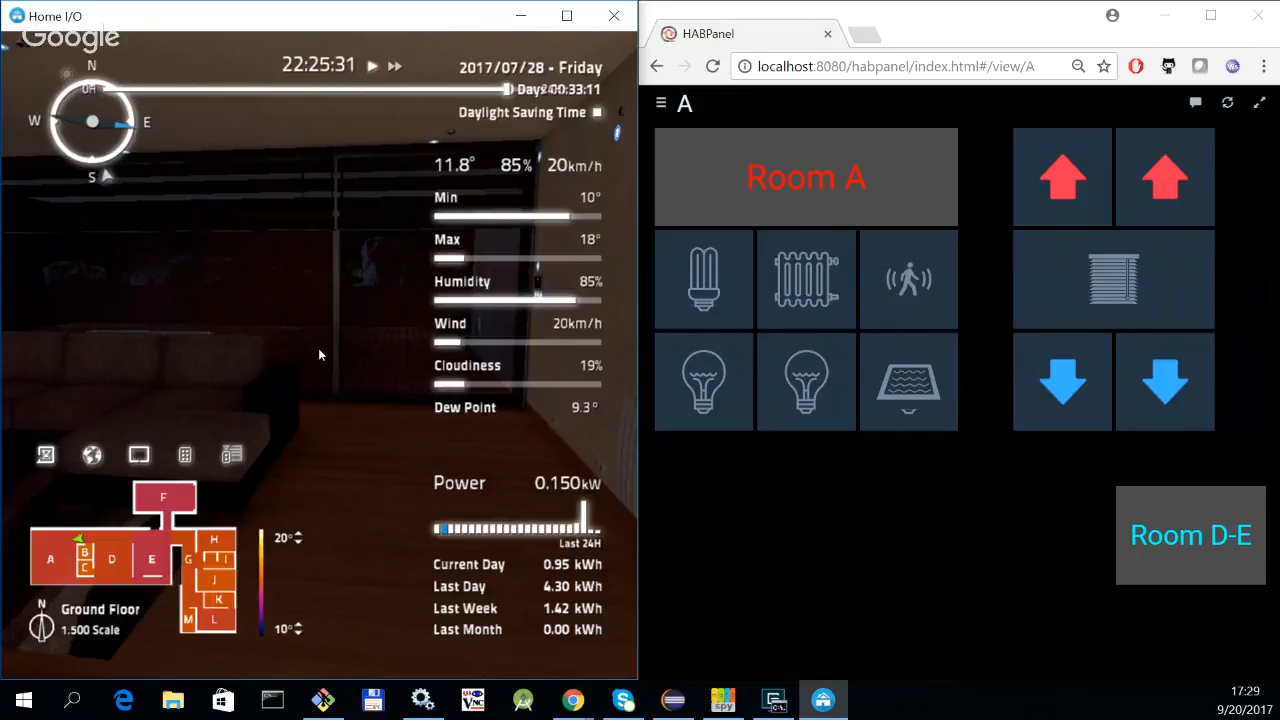 Home I/O
Google
N
W
E
S
0H
22:25:31
2017/07/28 - Friday
Daylight Saving Time
11.8° 85% 20km/h
Min 10°
Max 18°
Humidity 85%
Wind 20km/h
Cloudiness 19%
Dew Point 9.3°
Power 0.150kW
Last 24H
Current Day 0.95 kWh
Last Day 4.30 kWh
Last Week 1.42 kWh
Last Month 0.00 kWh
F
A B C D E G H I J K L M
20°
10°
N
Ground Floor
1.500 Scale
HABPanel
localhost:8080/habpanel/index.html#/view/A
A
Room A
Room D-E
VNC
spy
17:29
9/20/2017